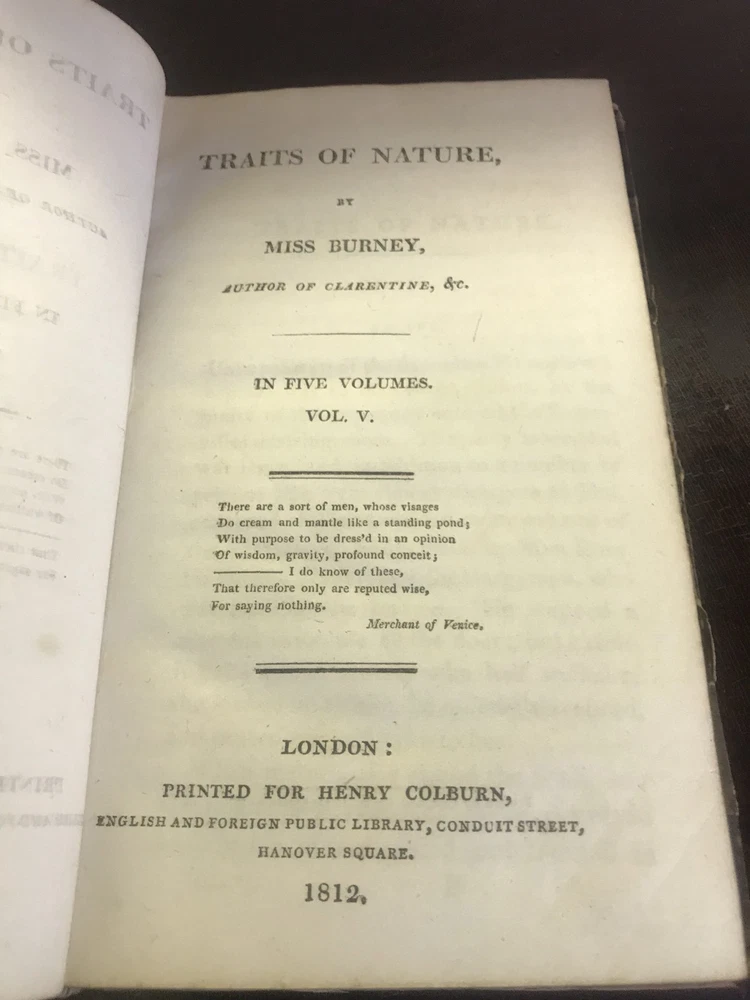 TRAITS OF NATURE,
BY
MISS BURNEY,
AUTHOR OF CLARENTINE, &c.
IN FIVE VOLUMES.
VOL. V.
There are a sort of men, whose visages
Do cream and mantle like a standing pond;
With purpose to be dress'd in an opinion
Of wisdom, gravity, profound conceit;
——— I do know of these,
That therefore only are reputed wise,
For saying nothing.
Merchant of Venice.
LONDON:
PRINTED FOR HENRY COLBURN,
ENGLISH AND FOREIGN PUBLIC LIBRARY, CONDUIT STREET,
HANOVER SQUARE.
1812.